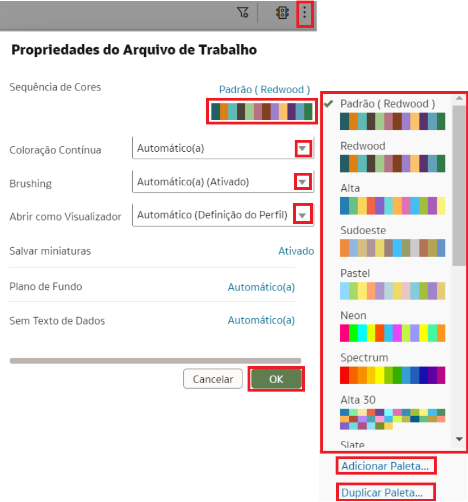 Propriedades do Arquivo de Trabalho
Sequência de Cores
Padrão ( Redwood )
Coloração Contínua
Automático(a)
Brushing
Automático(a) (Ativado)
Abrir como Visualizador
Automático (Definição do Perfil)
Salvar miniaturas
Ativado
Plano de Fundo
Automático(a)
Sem Texto de Dados
Automático(a)
Cancelar
OK
Padrão ( Redwood )
Redwood
Alta
Sudoeste
Pastel
Neon
Spectrum
Alta 30
Slate
Adicionar Paleta...
Duplicar Paleta...